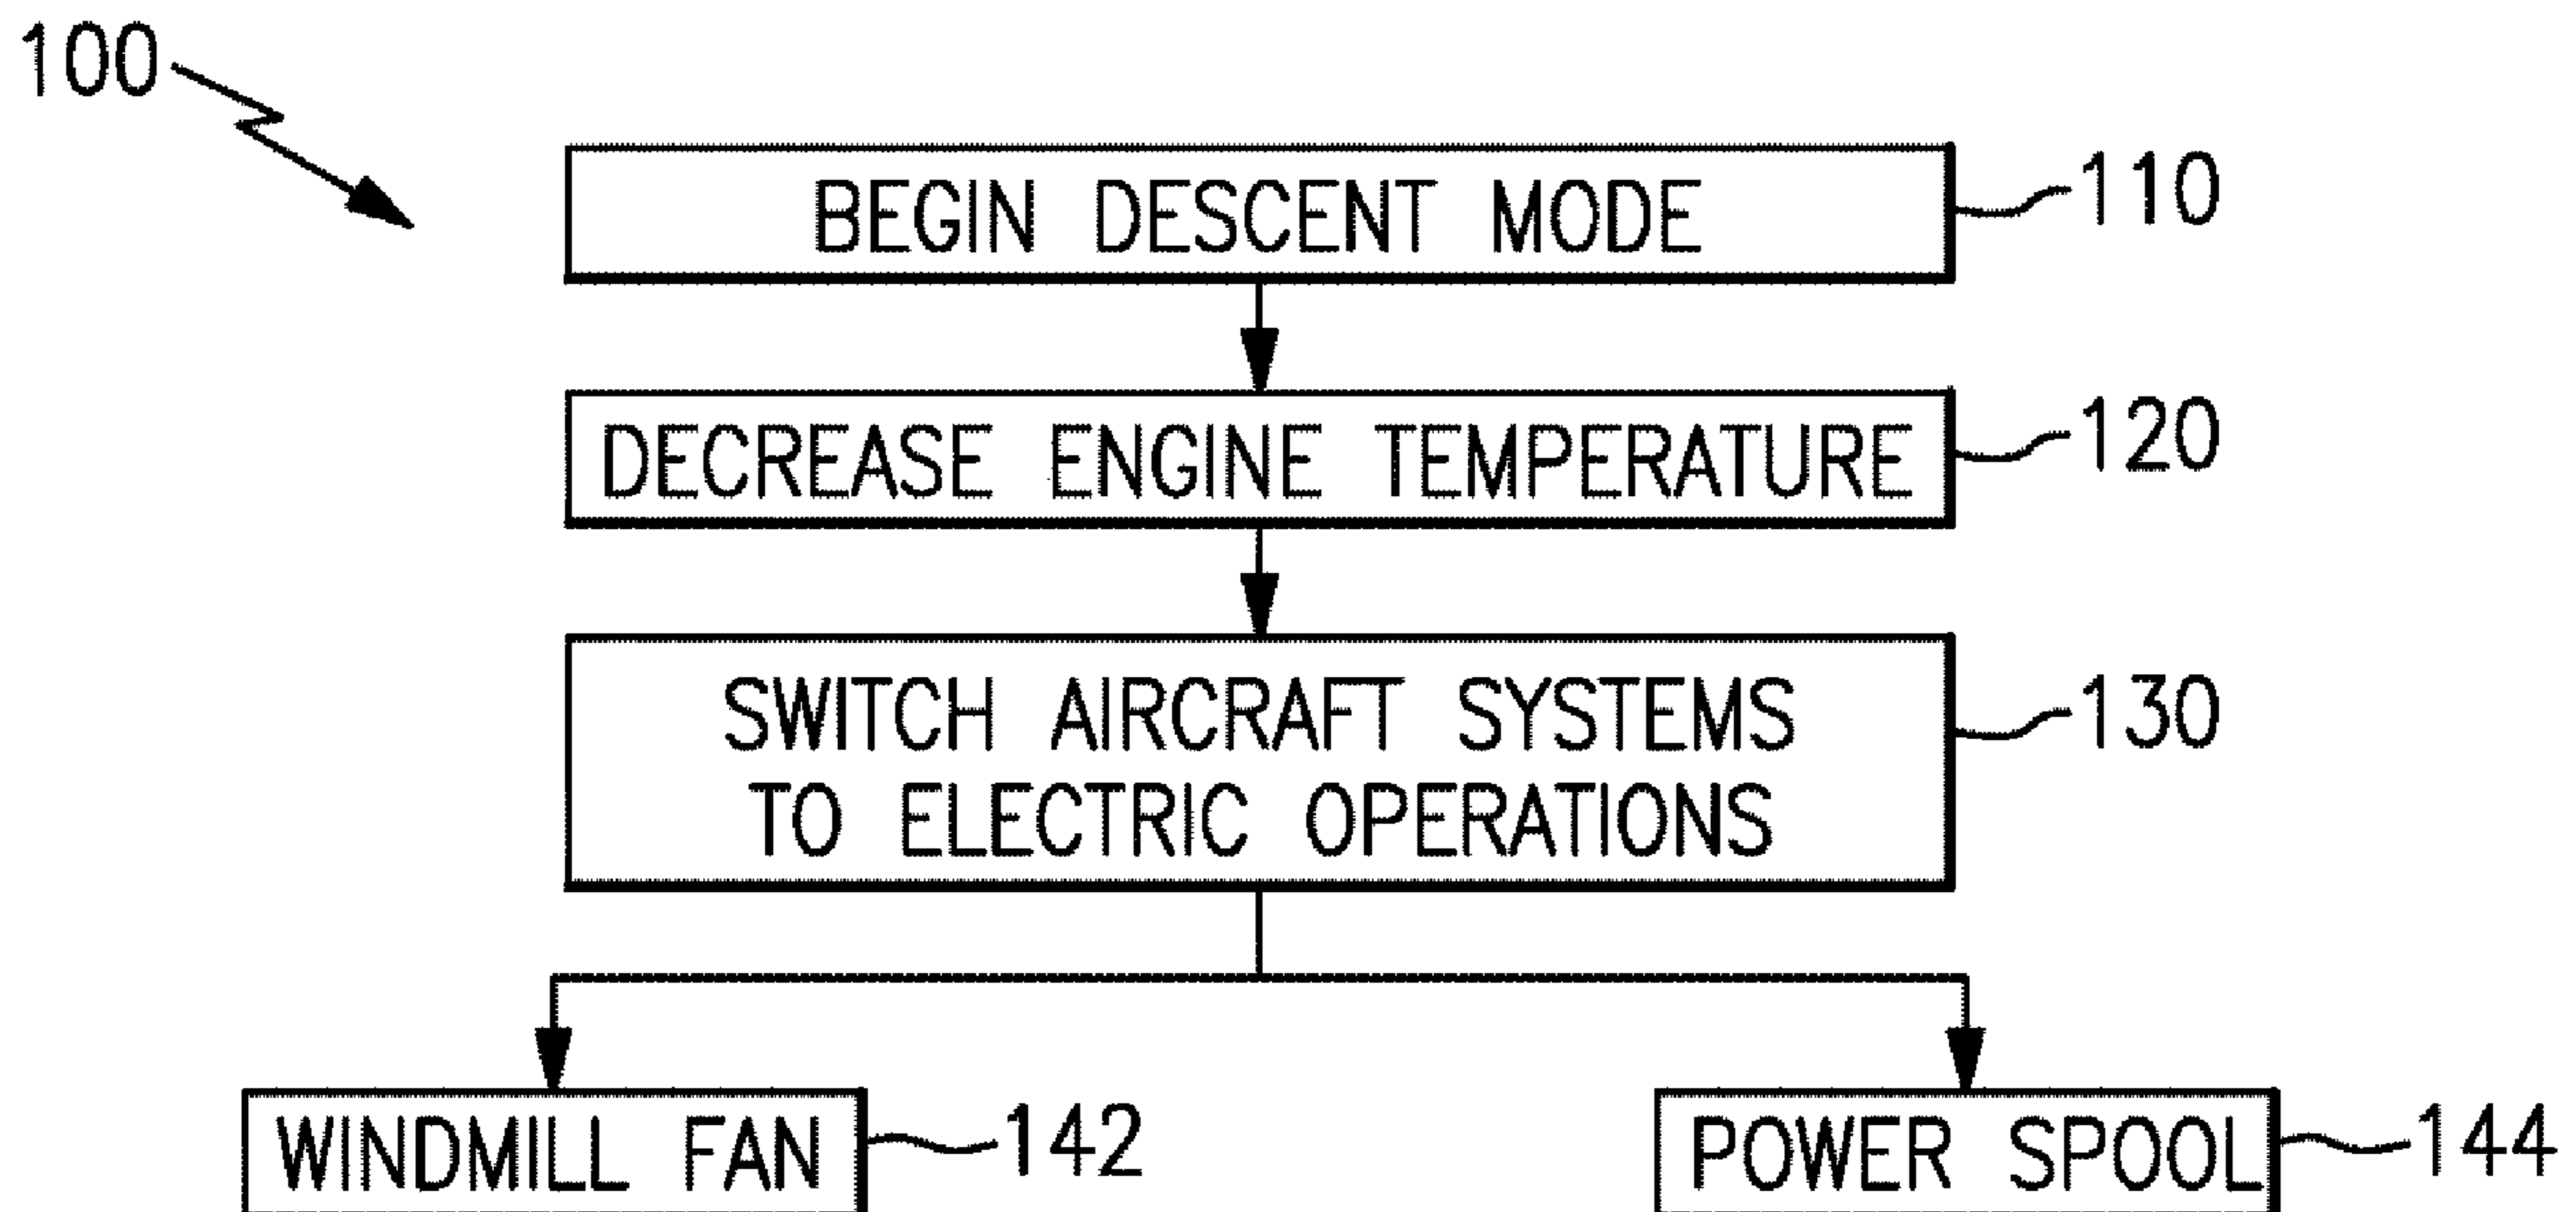 100
BEGIN DESCENT MODE
110
DECREASE ENGINE TEMPERATURE
120
SWITCH AIRCRAFT SYSTEMS
TO ELECTRIC OPERATIONS
130
WINDMILL FAN
142
POWER SPOOL
144